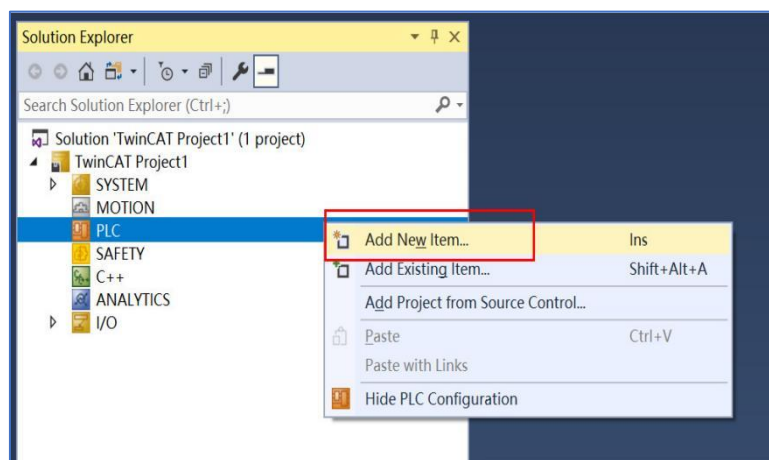 Solution Explorer
Search Solution Explorer (Ctrl+;)
Solution 'TwinCAT Project1' (1 project)
TwinCAT Project1
SYSTEM
MOTION
PLC
SAFETY
C++
ANALYTICS
I/O
Add New Item... Ins
Add Existing Item... Shift+Alt+A
Add Project from Source Control...
Paste Ctrl+V
Paste with Links
Hide PLC Configuration